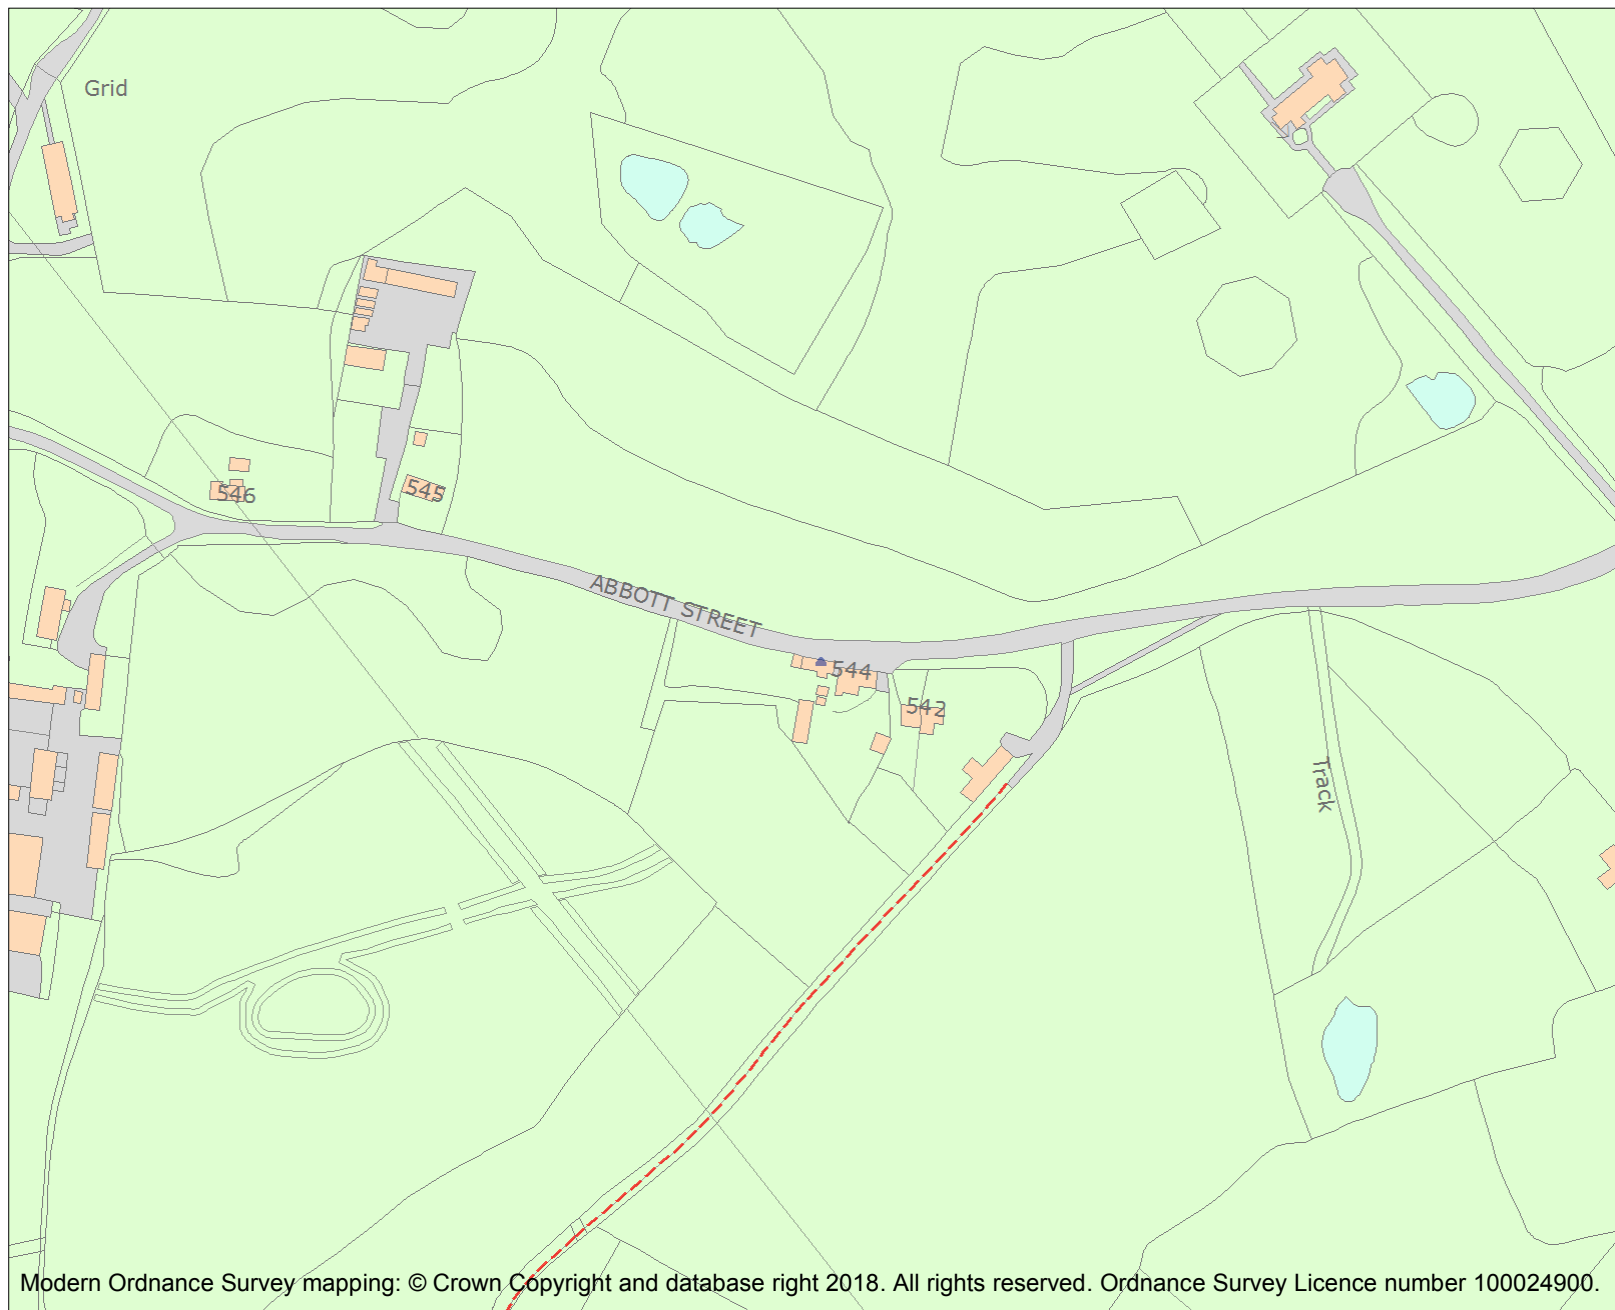 Grid
546
545
ABBOTT STREET
544
542
Track
Modern Ordnance Survey mapping: © Crown Copyright and database right 2018. All rights reserved. Ordnance Survey Licence number 100024900.